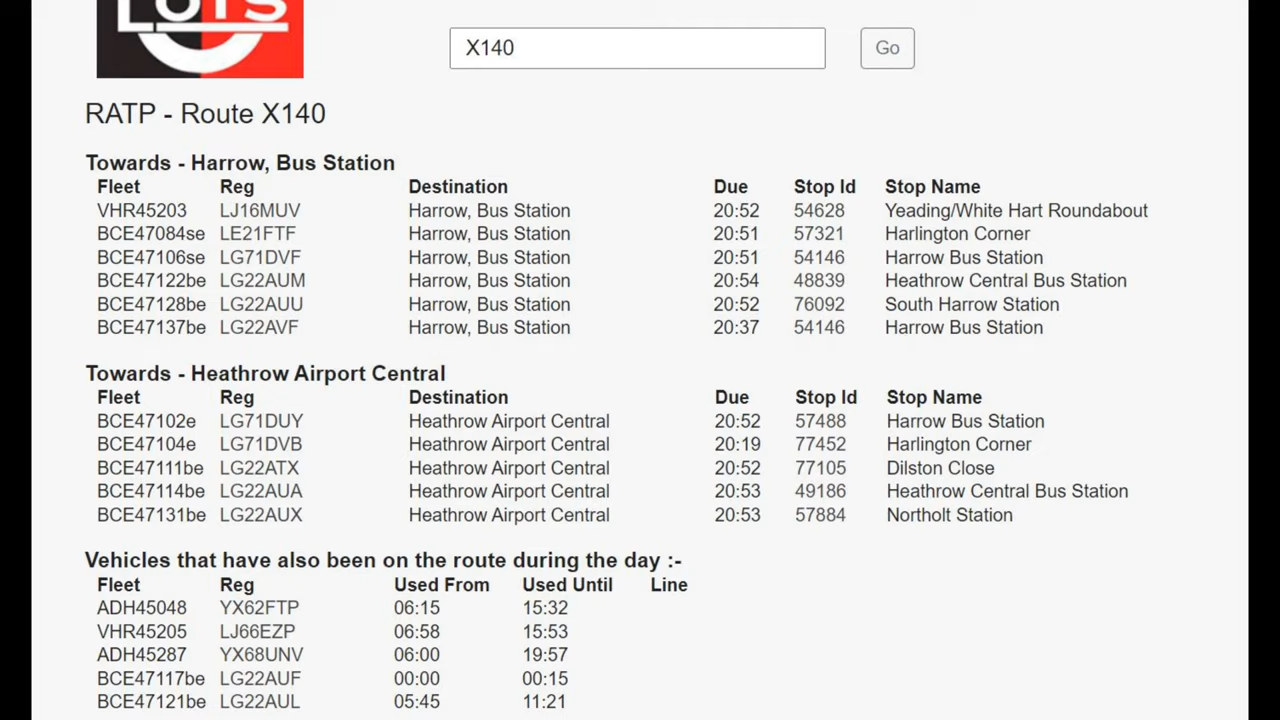 LOTS
X140 Go
RATP - Route X140
Towards - Harrow, Bus Station
Fleet Reg Destination Due Stop Id Stop Name
VHR45203 LJ16MUV Harrow, Bus Station 20:52 54628 Yeading/White Hart Roundabout
BCE47084se LE21FTF Harrow, Bus Station 20:51 57321 Harlington Corner
BCE47106se LG71DVF Harrow, Bus Station 20:51 54146 Harrow Bus Station
BCE47122be LG22AUM Harrow, Bus Station 20:54 48839 Heathrow Central Bus Station
BCE47128be LG22AUU Harrow, Bus Station 20:52 76092 South Harrow Station
BCE47137be LG22AVF Harrow, Bus Station 20:37 54146 Harrow Bus Station
Towards - Heathrow Airport Central
Fleet Reg Destination Due Stop Id Stop Name
BCE47102e LG71DUY Heathrow Airport Central 20:52 57488 Harrow Bus Station
BCE47104e LG71DVB Heathrow Airport Central 20:19 77452 Harlington Corner
BCE47111be LG22ATX Heathrow Airport Central 20:52 77105 Dilston Close
BCE47114be LG22AUA Heathrow Airport Central 20:53 49186 Heathrow Central Bus Station
BCE47131be LG22AUX Heathrow Airport Central 20:53 57884 Northolt Station
Vehicles that have also been on the route during the day :-
Fleet Reg Used From Used Until Line
ADH45048 YX62FTP 06:15 15:32
VHR45205 LJ66EZP 06:58 15:53
ADH45287 YX68UNV 06:00 19:57
BCE47117be LG22AUF 00:00 00:15
BCE47121be LG22AUL 05:45 11:21